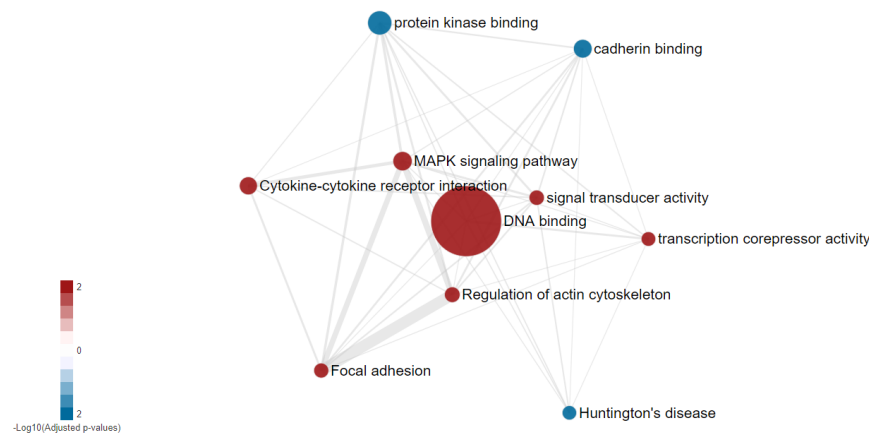 protein kinase binding
cadherin binding
MAPK signaling pathway
Cytokine-cytokine receptor interaction
signal transducer activity
DNA binding
transcription corepressor activity
Regulation of actin cytoskeleton
Focal adhesion
Huntington's disease
2
0
2
-Log10(Adjusted p-values)